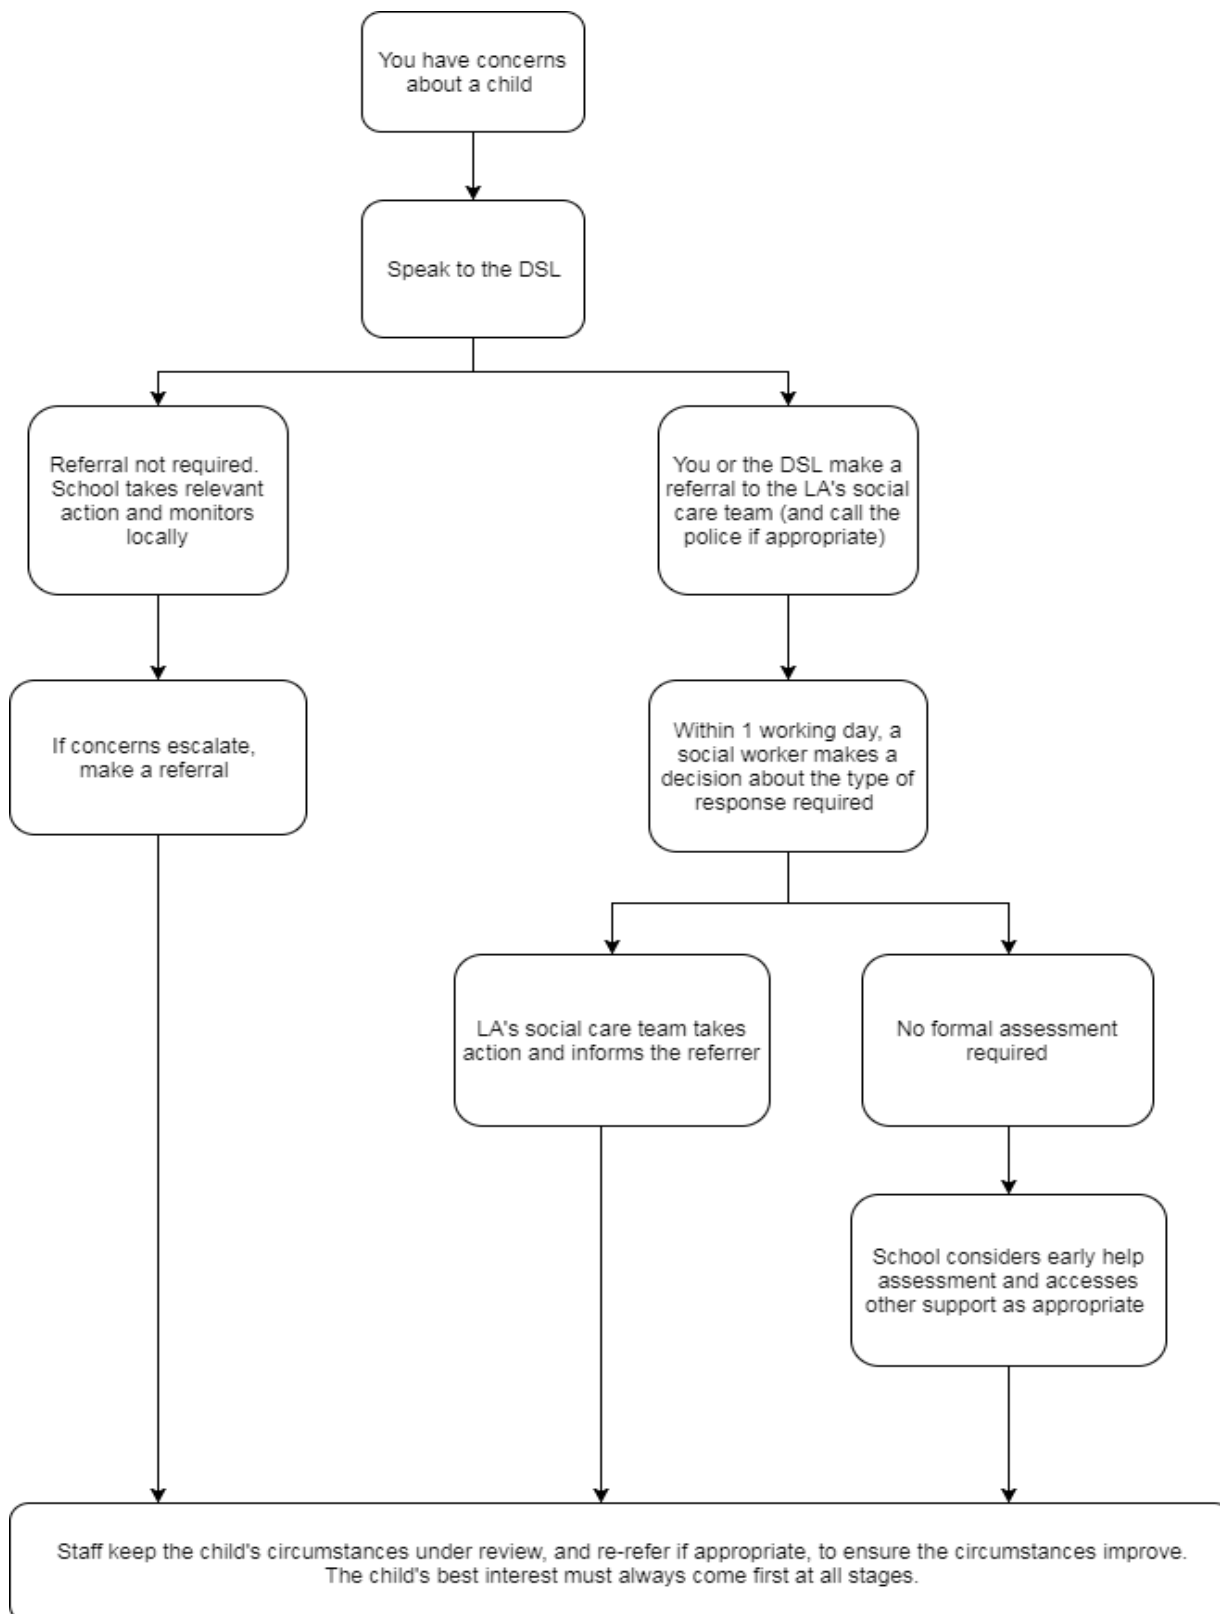 You have concerns
about a child
Speak to the DSL
Referral not required.
School takes relevant
action and monitors
locally
You or the DSL make a
referral to the LA's social
care team (and call the
police if appropriate)
If concerns escalate,
make a referral
Within 1 working day, a
social worker makes a
decision about the type of
response required
LA's social care team takes
action and informs the referrer
No formal assessment
required
School considers early help
assessment and accesses
other support as appropriate
Staff keep the child's circumstances under review, and re-refer if appropriate, to ensure the circumstances improve.
The child's best interest must always come first at all stages.